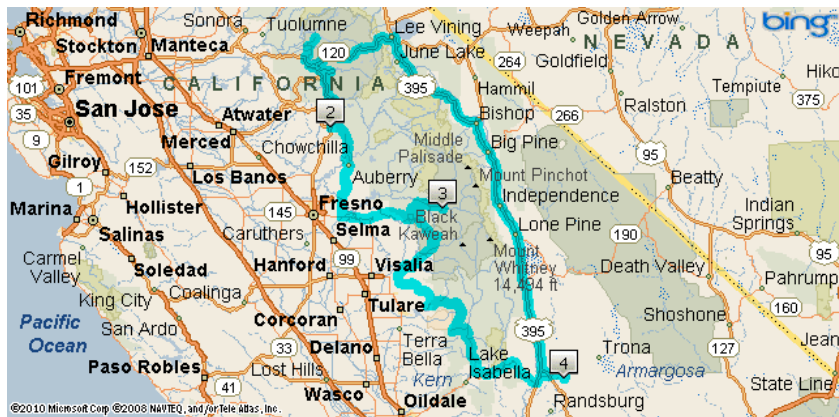 Richmond
Sonora
Tuolumne
Lee Vining
Weepah
Golden Arrow
bing
Stockton
Manteca
120
June Lake
NEVADA
264
Goldfield
Hiko
Fremont
CALIFORNIA
395
Hammil
Tempiute
101
375
San Jose
Atwater
2
Bishop
266
Ralston
35
9
Merced
Middle
Palisade
Big Pine
95
Chowchilla
Gilroy
152
Los Banos
Auberry
Mount Pinchot
Beatty
1
3
Independence
Marina
Hollister
145
Fresno
Black
Kaweah
Indian
Springs
Salinas
Selma
Lone Pine
190
Caruthers
95
Carmel
Valley
Soledad
99
Mount
Whitney
14,494 ft
Death Valley
Hanford
Visalia
Pahrump
King City
Coalinga
Tulare
160
Pacific
Ocean
San Ardo
Corcoran
Shoshone
33
Delano
Terra
Bella
395
Jean
Lake
Isabella
4
Trona
127
Paso Robles
Lost Hills
Kern
Armargosa
41
Wasco
Oildale
State Line
Randsburg
©2010 Microsoft Corp ©2008 NAVTEQ, and/or Tele Atlas, Inc.